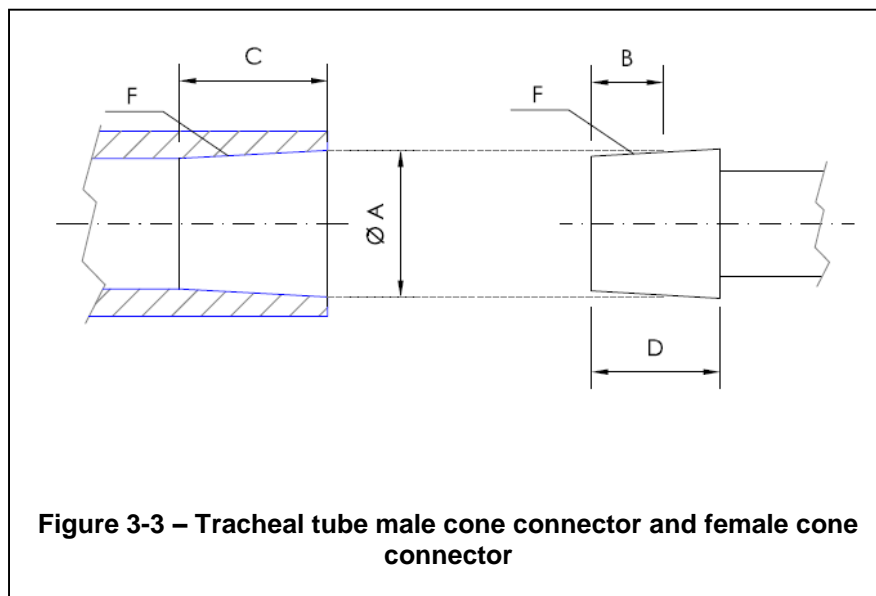 C
B
F
F
Ø A
D
Figure 3-3 – Tracheal tube male cone connector and female cone
connector